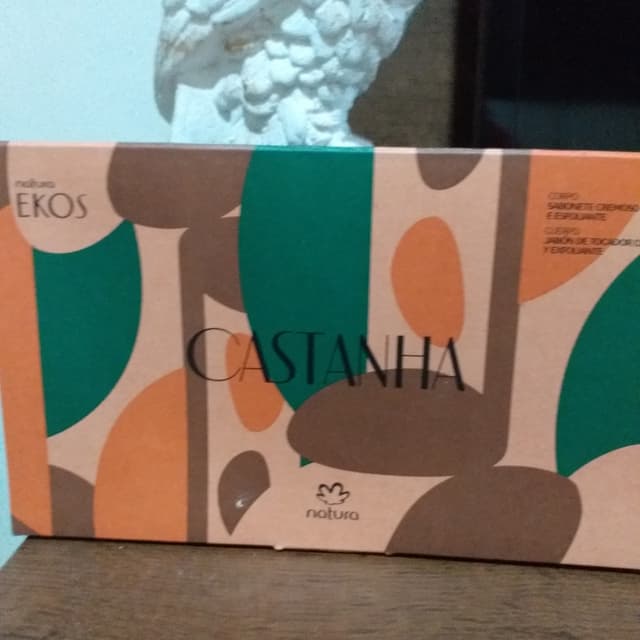 natura
EKOS
CORPO
SABONETE CREMOSO
E ESFOLIANTE
CUERPO
JABÓN DE TOCADOR
Y EXFOLIANTE
CASTANHA
natura